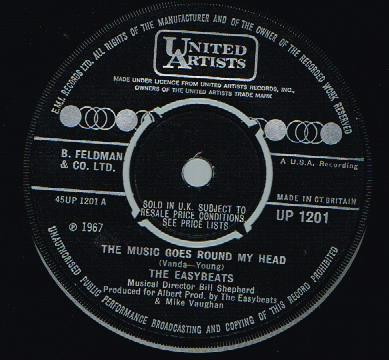 E.M.I. RECORDS LTD. ALL RIGHTS OF THE MANUFACTURER AND OF THE OWNER OF THE RECORDED WORK RESERVED
UNITED
ARTISTS
MADE UNDER LICENCE FROM UNITED ARTISTS RECORDS, INC.,
OWNERS OF THE UNITED ARTISTS TRADE MARK
B. FELDMAN
& CO. LTD.
A U.S.A. Recording
45UP 1201 A
SOLD IN U.K. SUBJECT TO
RESALE PRICE CONDITIONS,
SEE PRICE LISTS
MADE IN GT. BRITAIN
UP 1201
℗ 1967
THE MUSIC GOES ROUND MY HEAD
(Vanda—Young)
THE EASYBEATS
Musical Director Bill Shepherd
Produced for Albert Prod. by The Easybeats
& Mike Vaughan
UNAUTHORISED PUBLIC PERFORMANCE BROADCASTING AND COPYING OF THIS RECORD PROHIBITED